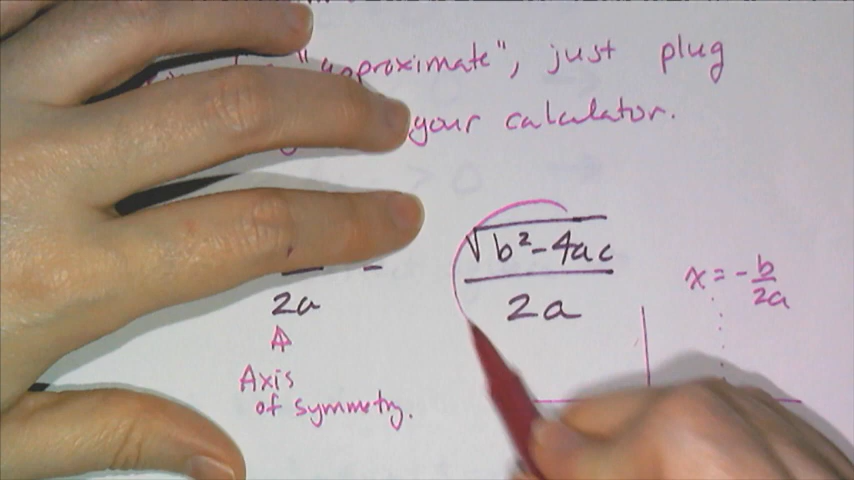 "approximate", just plug
your calculator.
√b²-4ac
2a
2a
x = -b/2a
Axis
of symmetry.